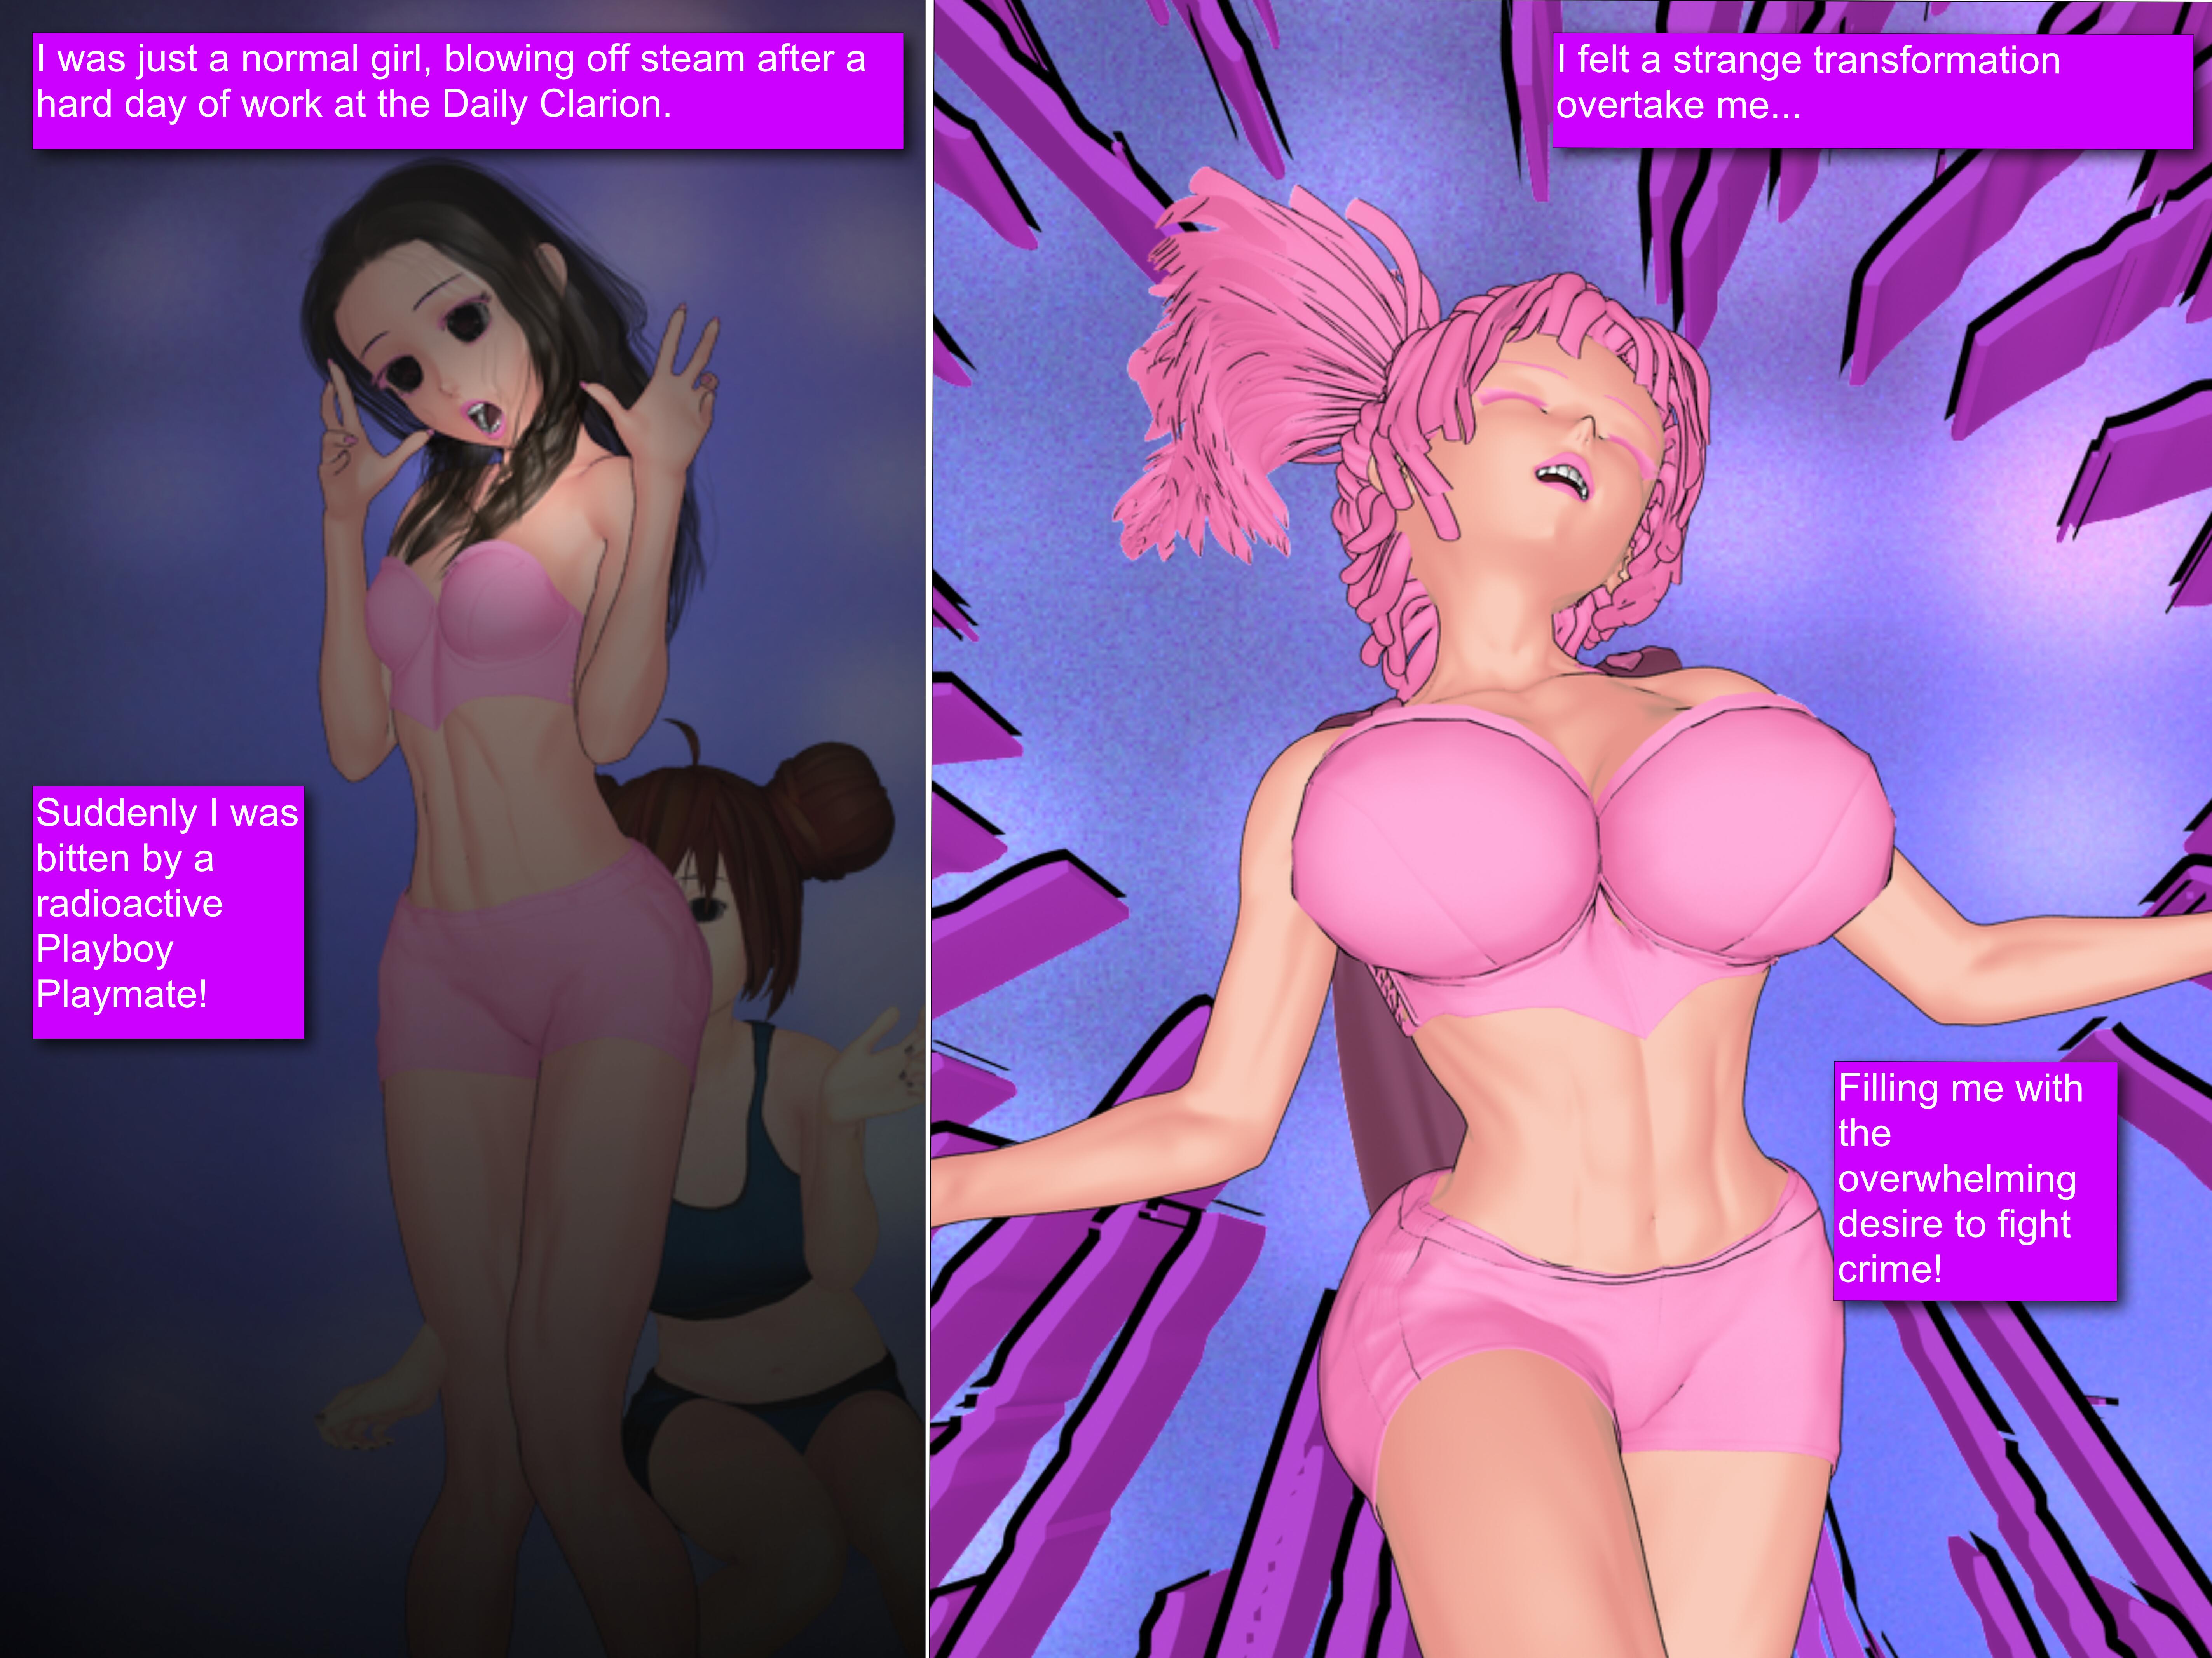 I was just a normal girl, blowing off steam after a
hard day of work at the Daily Clarion.
Suddenly I was
bitten by a
radioactive
Playboy
Playmate!
I felt a strange transformation
overtake me...
Filling me with
the
overwhelming
desire to fight
crime!